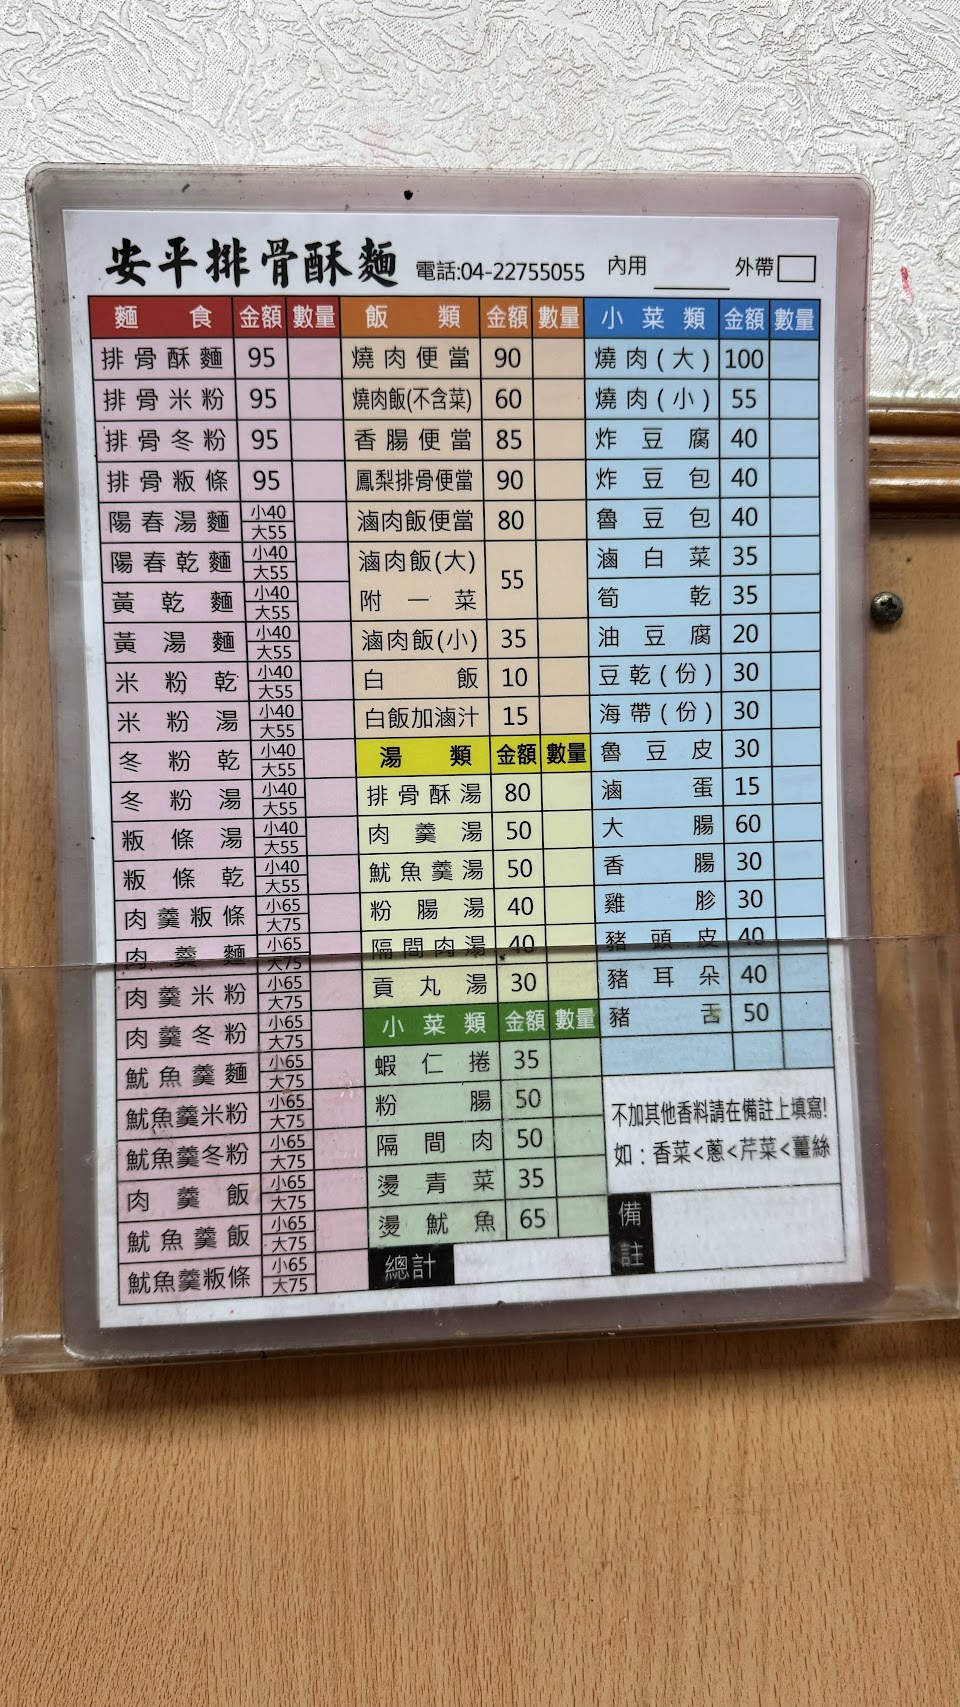 安平排骨酥麵 電話:04-22755055 內用 外帶
麵食 金額 數量
排骨酥麵 95
排骨米粉 95
排骨冬粉 95
排骨粄條 95
陽春湯麵 小40 大55
陽春乾麵 小40 大55
黃乾麵 小40 大55
黃湯麵 小40 大55
米粉乾 小40 大55
米粉湯 小40 大55
冬粉乾 小40 大55
冬粉湯 小40 大55
粄條湯 小40 大55
粄條乾 小40 大55
肉羹粄條 小65 大75
肉羹麵 小65 大75
肉羹米粉 小65 大75
肉羹冬粉 小65 大75
魷魚羹麵 小65 大75
魷魚羹米粉 小65 大75
魷魚羹冬粉 小65 大75
肉羹飯 小65 大75
魷魚羹飯 小65 大75
魷魚羹粄條 小65 大75
飯類 金額 數量
燒肉便當 90
燒肉飯(不含菜) 60
香腸便當 85
鳳梨排骨便當 90
滷肉飯便當 80
滷肉飯(大)
附一菜 55
滷肉飯(小) 35
白飯 10
白飯加滷汁 15
湯類 金額 數量
排骨酥湯 80
肉羹湯 50
魷魚羹湯 50
粉腸湯 40
隔間肉湯 40
貢丸湯 30
小菜類 金額 數量
蝦仁捲 35
粉腸 50
隔間肉 50
燙青菜 35
燙魷魚 65
總計
小菜類 金額 數量
燒肉(大) 100
燒肉(小) 55
炸豆腐 40
炸豆包 40
魯豆包 40
滷白菜 35
筍乾 35
油豆腐 20
豆乾(份) 30
海帶(份) 30
魯豆皮 30
滷蛋 15
大腸 60
香腸 30
雞胗 30
豬頭皮 40
豬耳朵 40
豬舌 50
不加其他香料請在備註上填寫!
如：香菜<蔥<芹菜<薑絲
備註